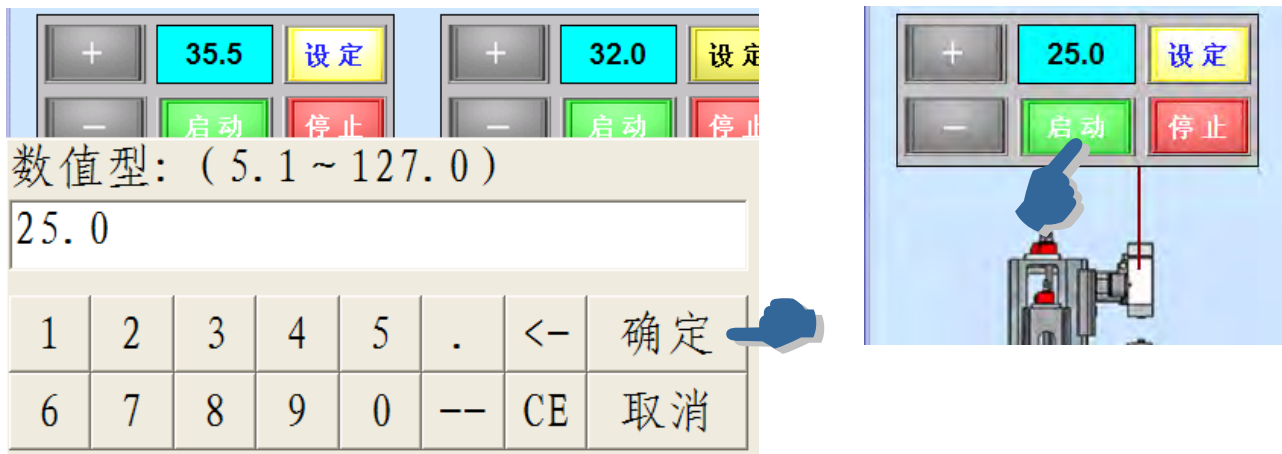 + 35.5 设定 + 32.0 设定
- 启动 停止 - 启动 停止
数值型: (5.1~127.0)
25.0
1 2 3 4 5 . <- 确定
6 7 8 9 0 -- CE 取消
+ 25.0 设定
- 启动 停止